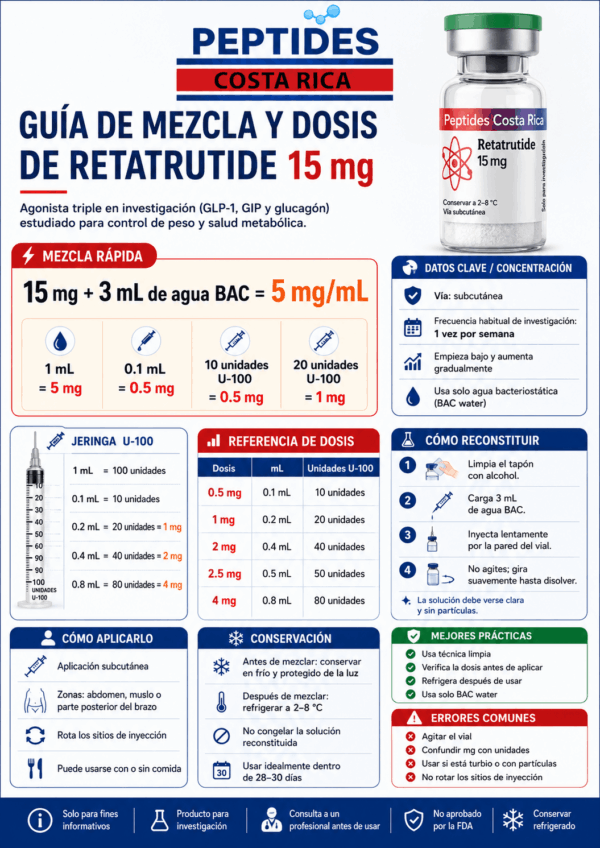 PEPTIDES
COSTA RICA
GUÍA DE MEZCLA Y DOSIS
DE RETATRUTIDE 15 mg
Agonista triple en investigación (GLP-1, GIP y glucagón)
estudiado para control de peso y salud metabólica.
Peptides Costa Rica
Retatrutide
15 mg
Conservar a 2–8 °C
Vía subcutánea
Solo para investigación
MEZCLA RÁPIDA
15 mg + 3 mL de agua BAC = 5 mg/mL
1 mL
= 5 mg
0.1 mL
= 0.5 mg
10 unidades
U-100
= 0.5 mg
20 unidades
U-100
= 1 mg
DATOS CLAVE / CONCENTRACIÓN
Vía: subcutánea
Frecuencia habitual de investigación:
1 vez por semana
Empieza bajo y aumenta
gradualmente
Usa solo agua bacteriostática
(BAC water)
JERINGA U-100
10
20
30
40
50
60
90
90
100
UNIDADES
U-100
1 mL = 100 unidades
0.1 mL = 10 unidades
0.2 mL = 20 unidades = 1 mg
0.4 mL = 40 unidades = 2 mg
0.8 mL = 80 unidades = 4 mg
REFERENCIA DE DOSIS
Dosis mL Unidades U-100
0.5 mg 0.1 mL 10 unidades
1 mg 0.2 mL 20 unidades
2 mg 0.4 mL 40 unidades
2.5 mg 0.5 mL 50 unidades
4 mg 0.8 mL 80 unidades
CÓMO RECONSTITUIR
1 Limpia el tapón
con alcohol.
2 Carga 3 mL
de agua BAC.
3 Inyecta lentamente
por la pared del vial.
4 No agites; gira
suavemente hasta disolver.
La solución debe verse clara
y sin partículas.
CÓMO APLICARLO
Aplicación subcutánea
Zonas: abdomen, muslo o
parte posterior del brazo
Rota los sitios de inyección
Puede usarse con o sin comida
CONSERVACIÓN
Antes de mezclar: conservar
en frío y protegido de la luz
Después de mezclar:
refrigerar a 2–8 °C
No congelar la solución
reconstituida
30
Usar idealmente dentro
de 28–30 días
MEJORES PRÁCTICAS
Usa técnica limpia
Verifica la dosis antes de aplicar
Refrigera después de usar
Usa solo BAC water
ERRORES COMUNES
Agitar el vial
Confundir mg con unidades
Usar si está turbio o con partículas
No rotar los sitios de inyección
Solo para fines
informativos
Producto para
investigación
Consulta a un
profesional antes de usar
No aprobado
por la FDA
Conservar
refrigerado